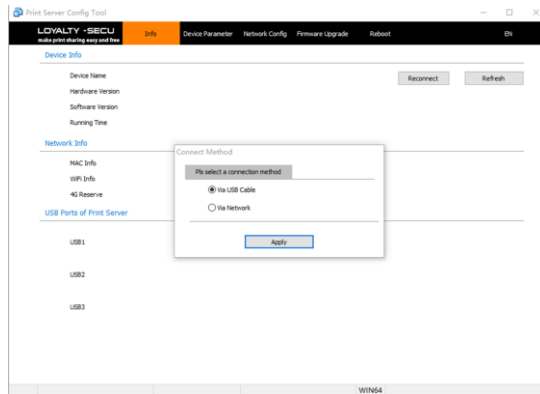 Print Server Config Tool
LOYALTY -SECU
make print sharing easy and free
Info Device Parameter Network Config Firmware Upgrade Reboot EN
Device Info
Device Name
Reconnect Refresh
Hardware Version
Software Version
Running Time
Network Info
Connect Method
MAC Info
Pls select a connection method
WiFi Info
Via USB Cable
4G Reserve
Via Network
USB Ports of Print Server
USB1
Apply
USB2
USB3
WIN64